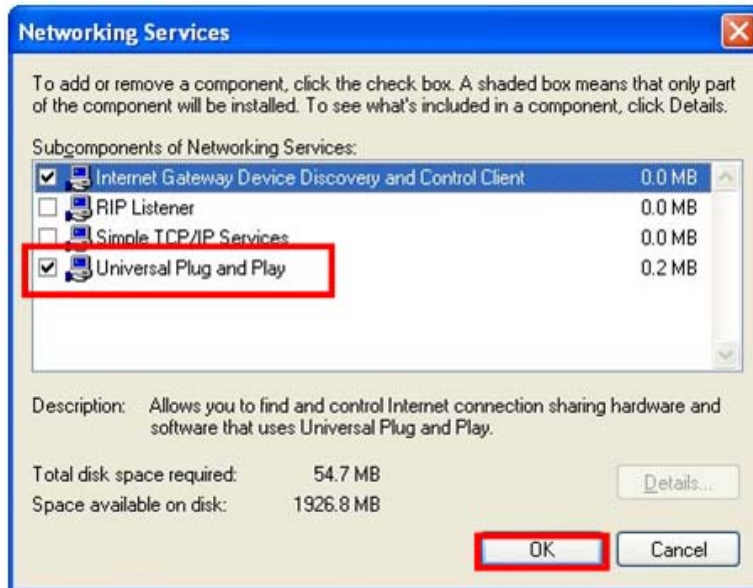 Networking Services
To add or remove a component, click the check box. A shaded box means that only part
of the component will be installed. To see what's included in a component, click Details.
Subcomponents of Networking Services:
Internet Gateway Device Discovery and Control Client 0.0 MB
RIP Listener 0.0 MB
Simple TCP/IP Services 0.0 MB
Universal Plug and Play 0.2 MB
Description: Allows you to find and control Internet connection sharing hardware and
software that uses Universal Plug and Play.
Total disk space required: 54.7 MB
Space available on disk: 1926.8 MB
Details...
OK Cancel